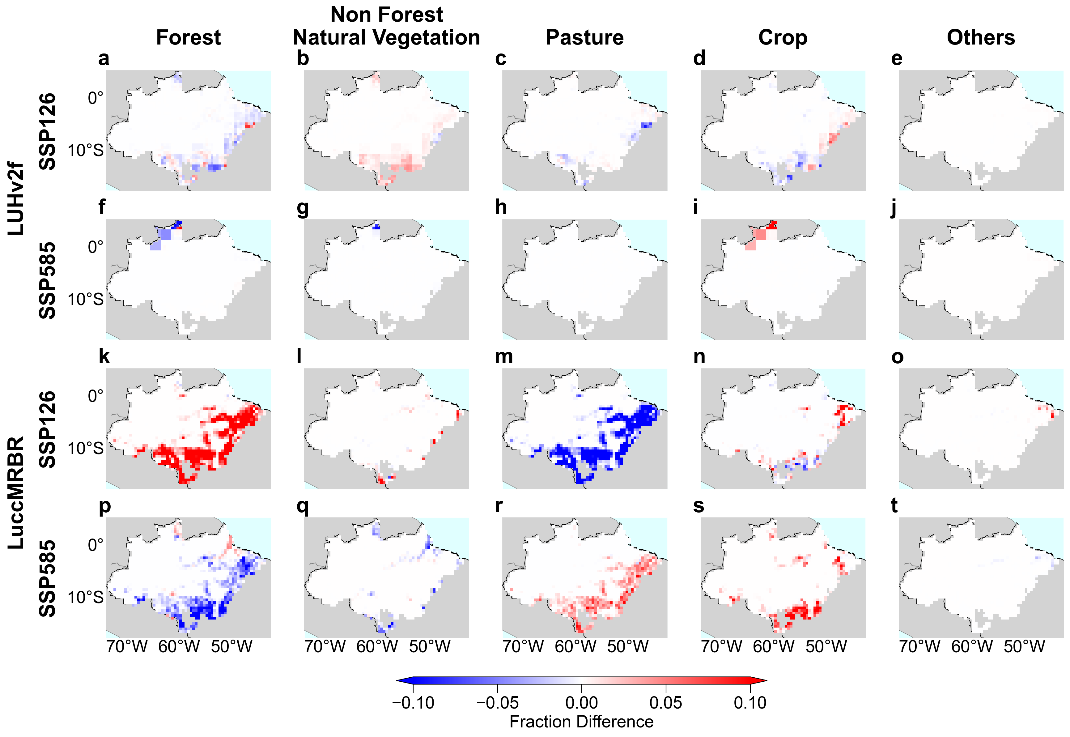 Forest
Non Forest
Natural Vegetation
Pasture
Crop
Others
LUHv2f
SSP126
a
b
c
d
e
0°
10°S
SSP585
f
g
h
i
j
0°
10°S
LuccMRBR
SSP126
k
l
m
n
o
0°
10°S
SSP585
p
q
r
s
t
0°
10°S
70°W 60°W 50°W
70°W 60°W 50°W
70°W 60°W 50°W
70°W 60°W 50°W
70°W 60°W 50°W
−0.10 −0.05 0.00 0.05 0.10
Fraction Difference